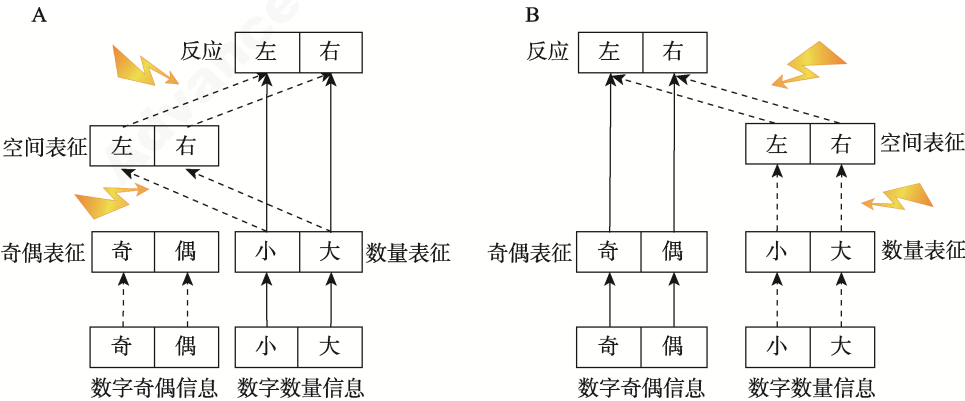 A
反应 左 右
空间表征 左 右
奇偶表征 奇 偶 小 大 数量表征
奇 偶 小 大
数字奇偶信息 数字数量信息
B
反应 左 右
左 右 空间表征
奇偶表征 奇 偶 小 大 数量表征
奇 偶 小 大
数字奇偶信息 数字数量信息
Advance